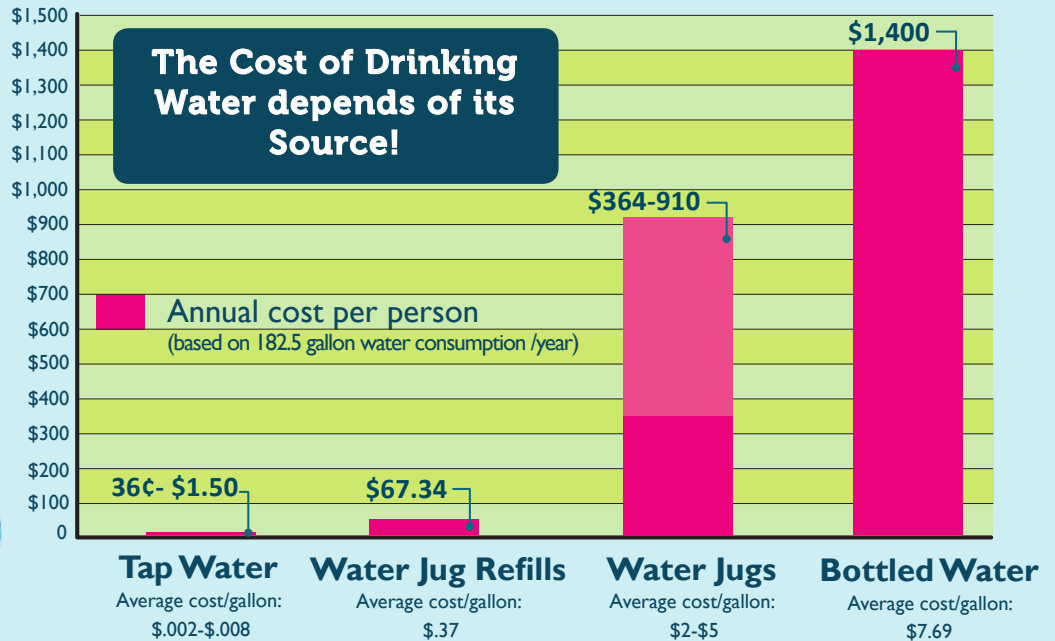 $1,500
$1,400
$1,300
$1,200
$1,100
$1,000
$900
$800
$700
$600
$500
$400
$300
$200
$100
0
The Cost of Drinking
Water depends of its
Source!
Annual cost per person
(based on 182.5 gallon water consumption /year)
36¢- $1.50
$67.34
$364-910
$1,400
Tap Water
Average cost/gallon:
$.002-$.008
Water Jug Refills
Average cost/gallon:
$.37
Water Jugs
Average cost/gallon:
$2-$5
Bottled Water
Average cost/gallon:
$7.69